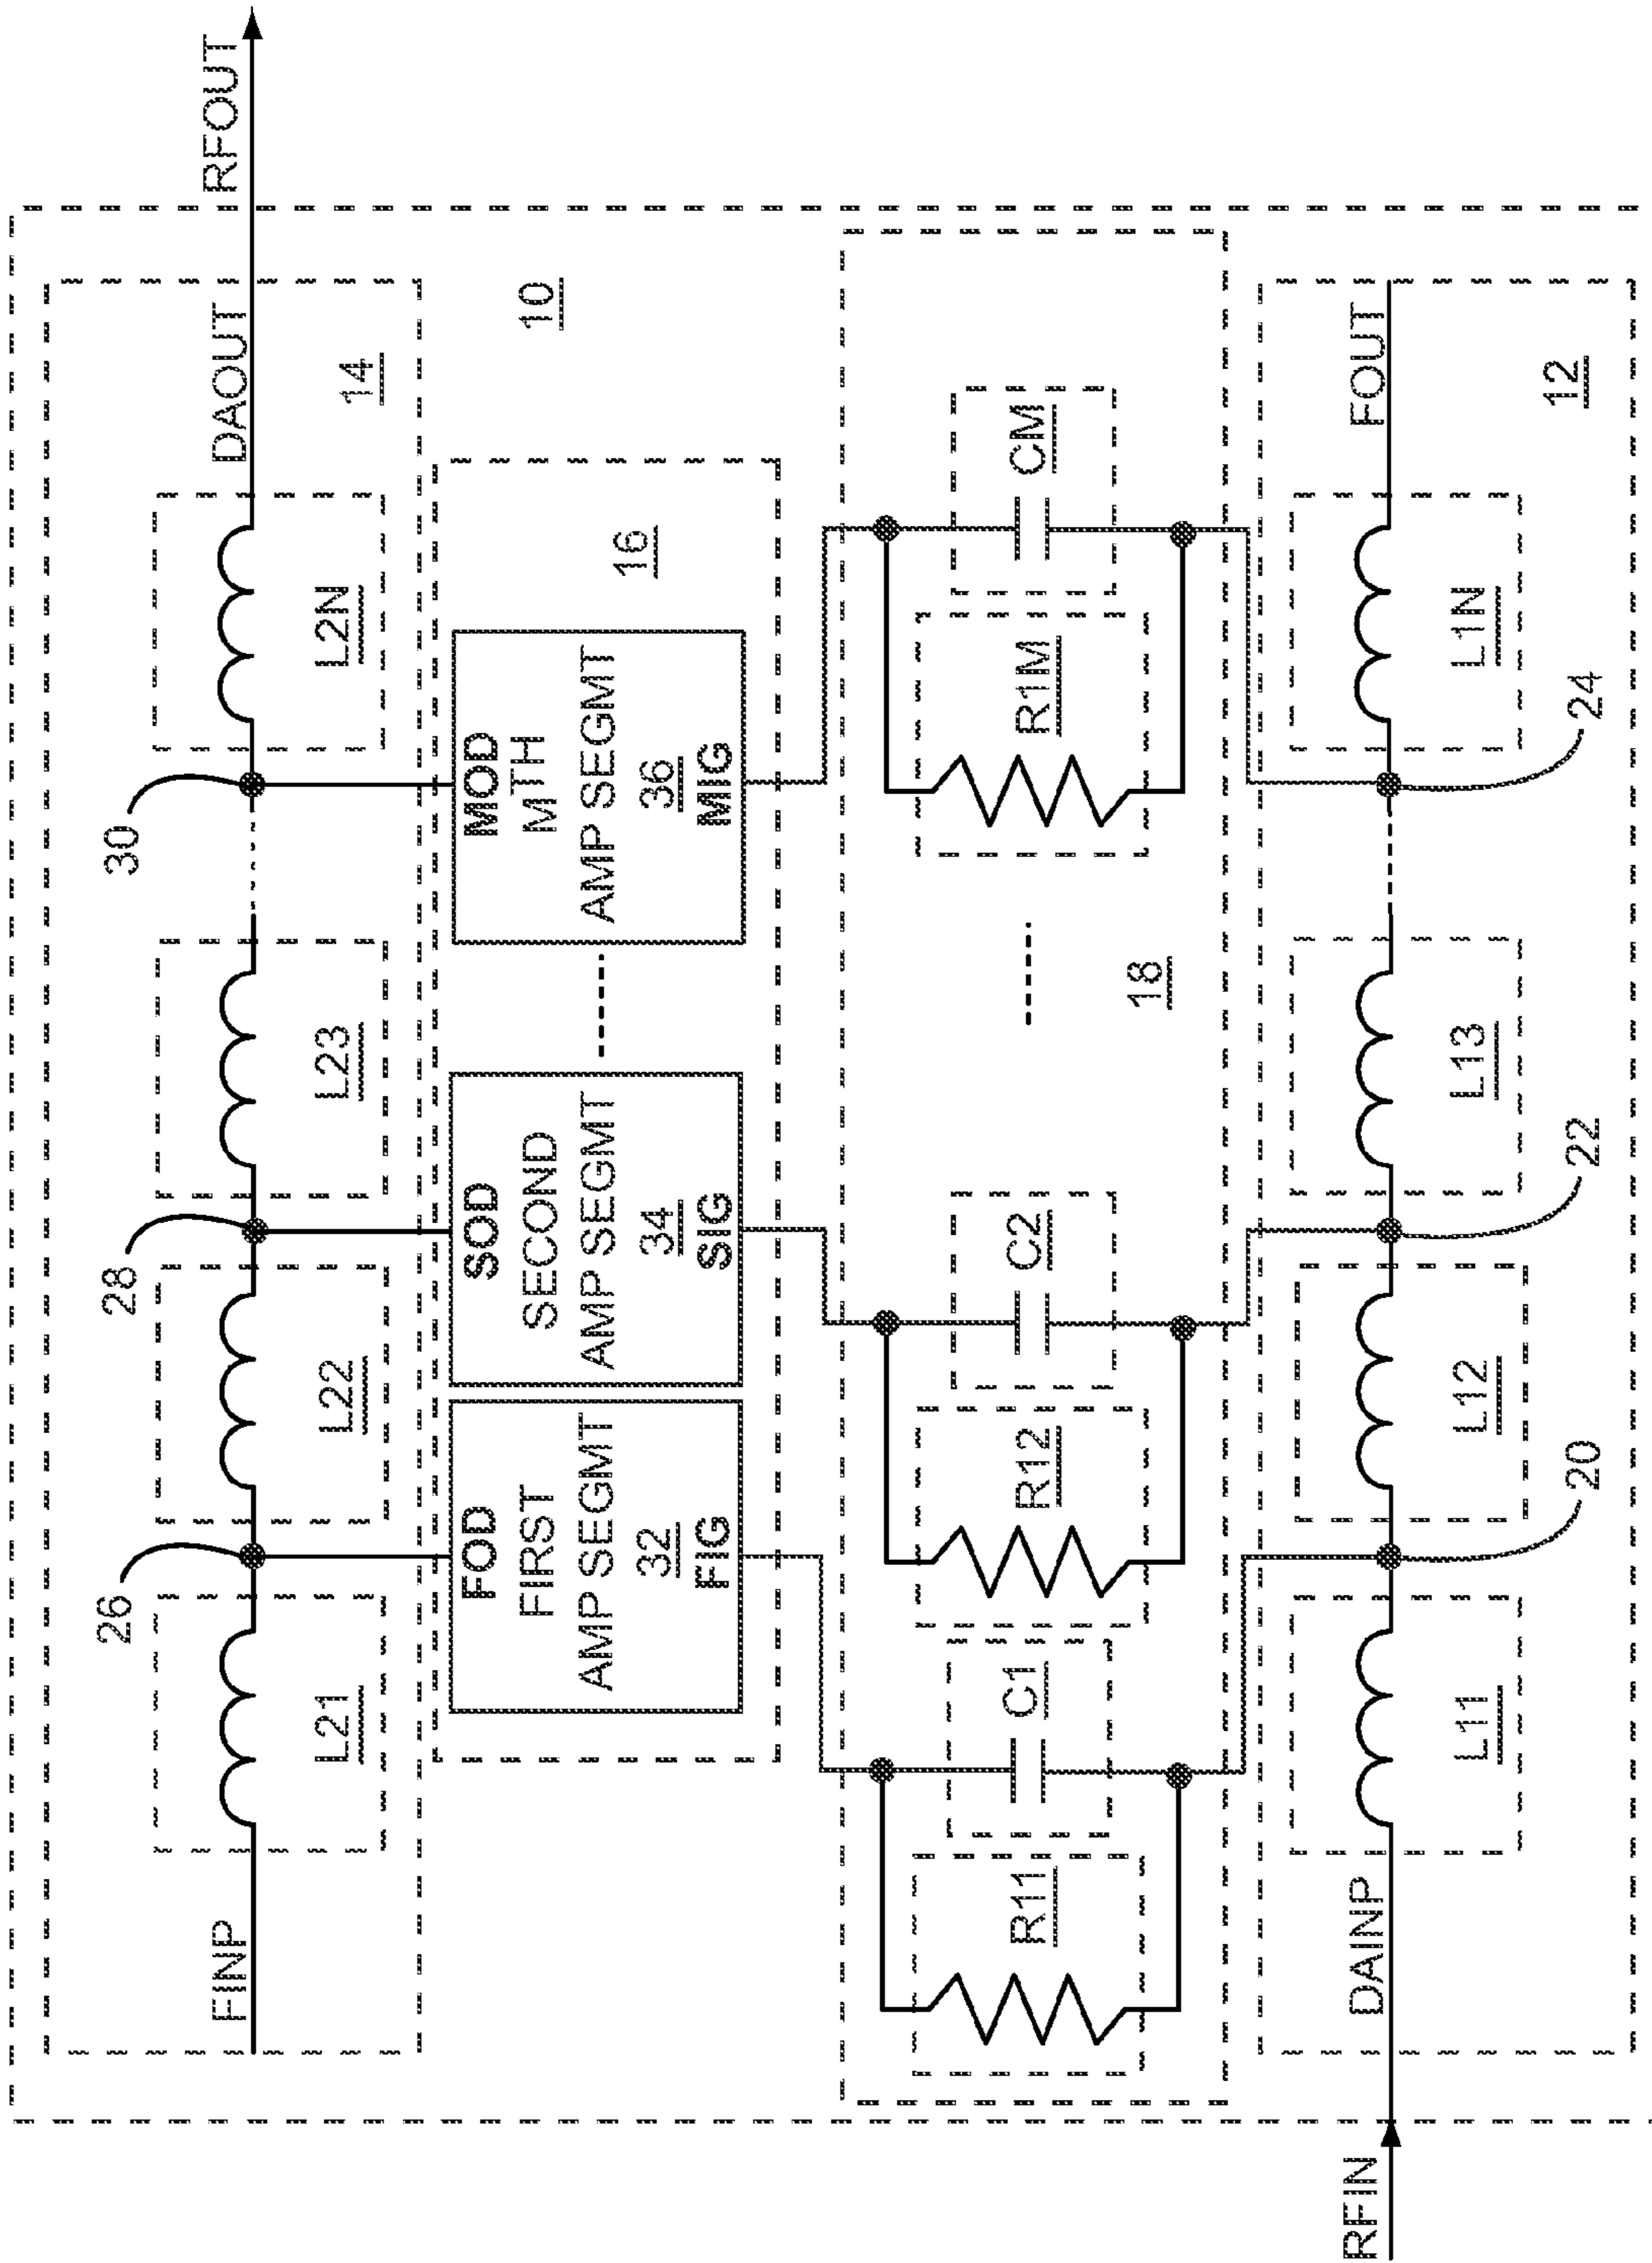 RFOUT
DAOUT
FINP
14
10
30
28
26
L21
L22
L23
L2N
FOD
FIRST
AMP SEGMT
32
FIG
SOD
SECOND
AMP SEGMT
34
SIG
MOD
MTH
AMP SEGMT
36
MIG
16
R11
C1
R12
C2
R1M
CM
18
RFIN
DAINP
FOUT
L11
L12
L13
L1N
12
20
22
24